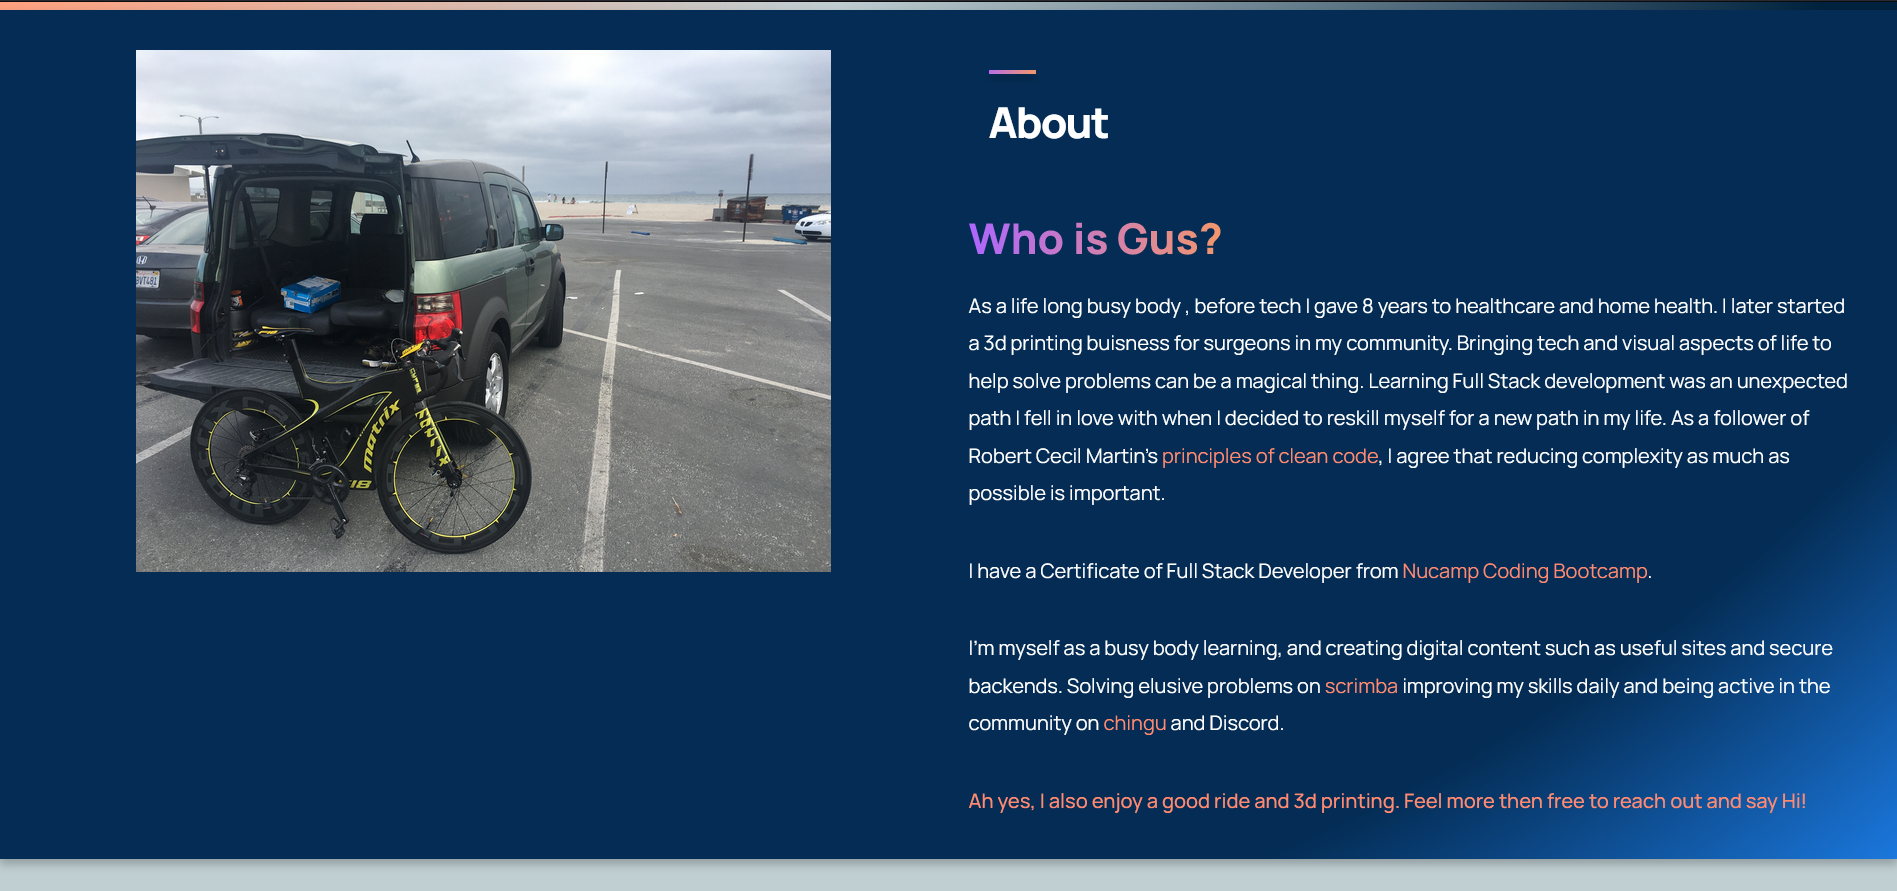 About
Who is Gus?
As a life long busy body , before tech I gave 8 years to healthcare and home health. I later started
a 3d printing buisness for surgeons in my community. Bringing tech and visual aspects of life to
help solve problems can be a magical thing. Learning Full Stack development was an unexpected
path I fell in love with when I decided to reskill myself for a new path in my life. As a follower of
Robert Cecil Martin's principles of clean code, I agree that reducing complexity as much as
possible is important.
I have a Certificate of Full Stack Developer from Nucamp Coding Bootcamp.
I'm myself as a busy body learning, and creating digital content such as useful sites and secure
backends. Solving elusive problems on scrimba improving my skills daily and being active in the
community on chingu and Discord.
Ah yes, I also enjoy a good ride and 3d printing. Feel more then free to reach out and say Hi!
matrix